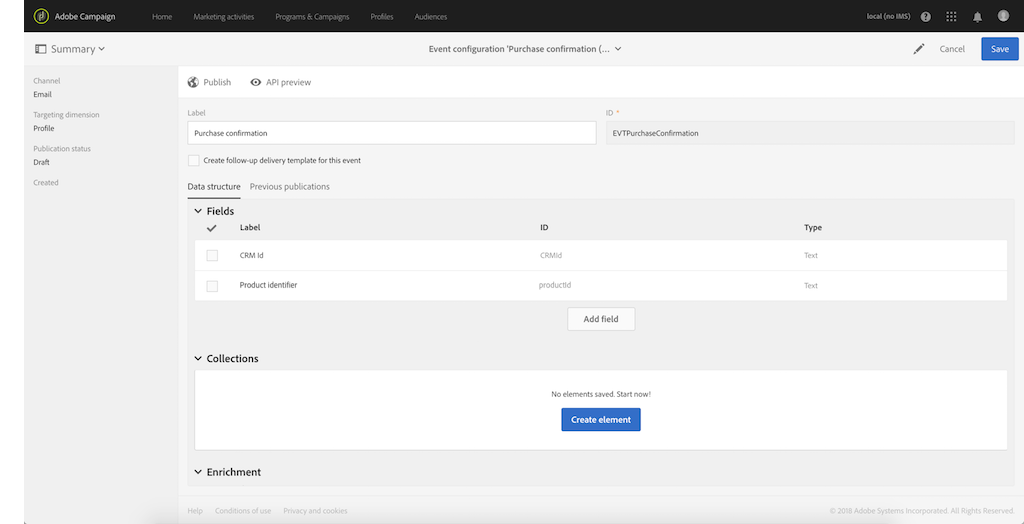 Adobe Campaign Home Marketing activities Programs & Campaigns Profiles Audiences local (no IMS)
Summary Event configuration 'Purchase confirmation (... Cancel Save
Channel
Email
Targeting dimension
Profile
Publication status
Draft
Created
Publish API preview
Label ID *
Purchase confirmation EVTPurchaseConfirmation
Create follow-up delivery template for this event
Data structure Previous publications
Fields
Label ID Type
CRM Id CRMid Text
Product identifier productId Text
Add field
Collections
No elements saved. Start now!
Create element
Enrichment
Help Conditions of use Privacy and cookies © 2018 Adobe Systems Incorporated. All Rights Reserved.